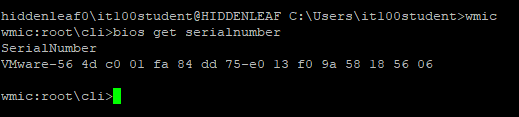 hiddenleaf0\it100student@HIDDENLEAF C:\Users\it100student>wmic
wmic:root\cli>bios get serialnumber
SerialNumber
VMware-56 4d c0 01 fa 84 dd 75-e0 13 f0 9a 58 18 56 06
wmic:root\cli>